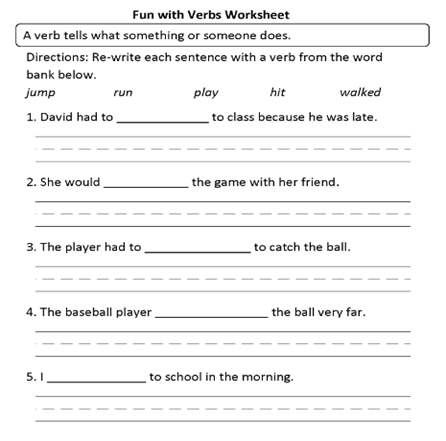 Fun with Verbs Worksheet
A verb tells what something or someone does.
Directions: Re-write each sentence with a verb from the word
bank below.
jump run play hit walked
1. David had to ____________ to class because he was late.
2. She would ____________ the game with her friend.
3. The player had to ______________ to catch the ball.
4. The baseball player ______________ the ball very far.
5. I ____________ to school in the morning.